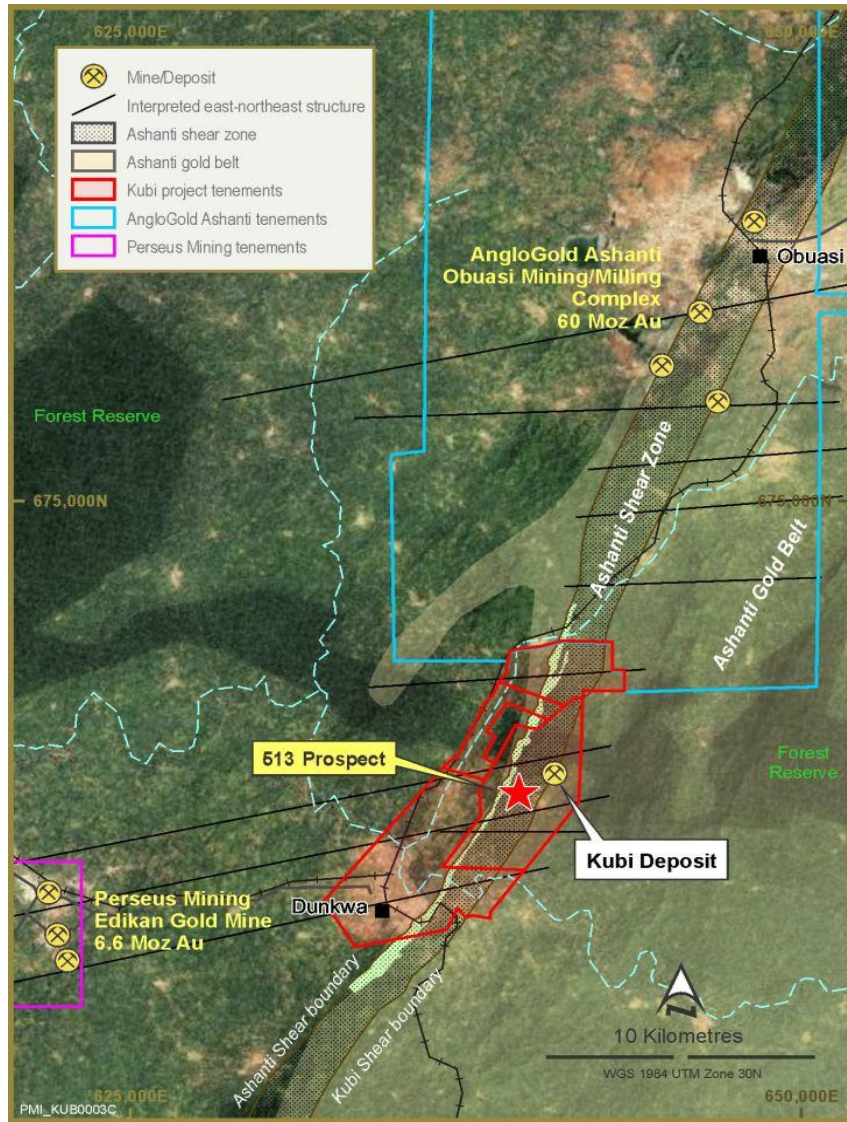 625,000E
650,000E
Mine/Deposit
Interpreted east-northeast structure
Ashanti shear zone
Ashanti gold belt
Kubi project tenements
AngloGold Ashanti tenements
Perseus Mining tenements
Obuasi
AngloGold Ashanti
Obuasi Mining/Milling
Complex
60 Moz Au
Forest Reserve
675,000N
675,000N
Ashanti Shear Zone
Ashanti Gold Belt
513 Prospect
Forest
Reserve
Kubi Deposit
Perseus Mining
Edikan Gold Mine
6.6 Moz Au
Dunkwa
Ashanti Shear boundary
Kubi Shear boundary
N
10 Kilometres
WGS 1984 UTM Zone 30N
625,000E
650,000E
PMI_KUB0003C